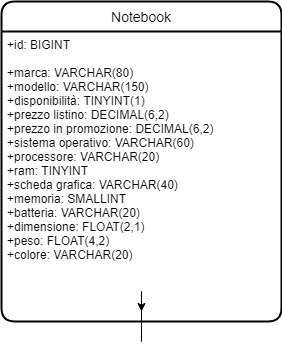 Notebook
+id: BIGINT
+marca: VARCHAR(80)
+modello: VARCHAR(150)
+disponibilità: TINYINT(1)
+prezzo listino: DECIMAL(6,2)
+prezzo in promozione: DECIMAL(6,2)
+sistema operativo: VARCHAR(60)
+processore: VARCHAR(20)
+ram: TINYINT
+scheda grafica: VARCHAR(40)
+memoria: SMALLINT
+batteria: VARCHAR(20)
+dimensione: FLOAT(2,1)
+peso: FLOAT(4,2)
+colore: VARCHAR(20)